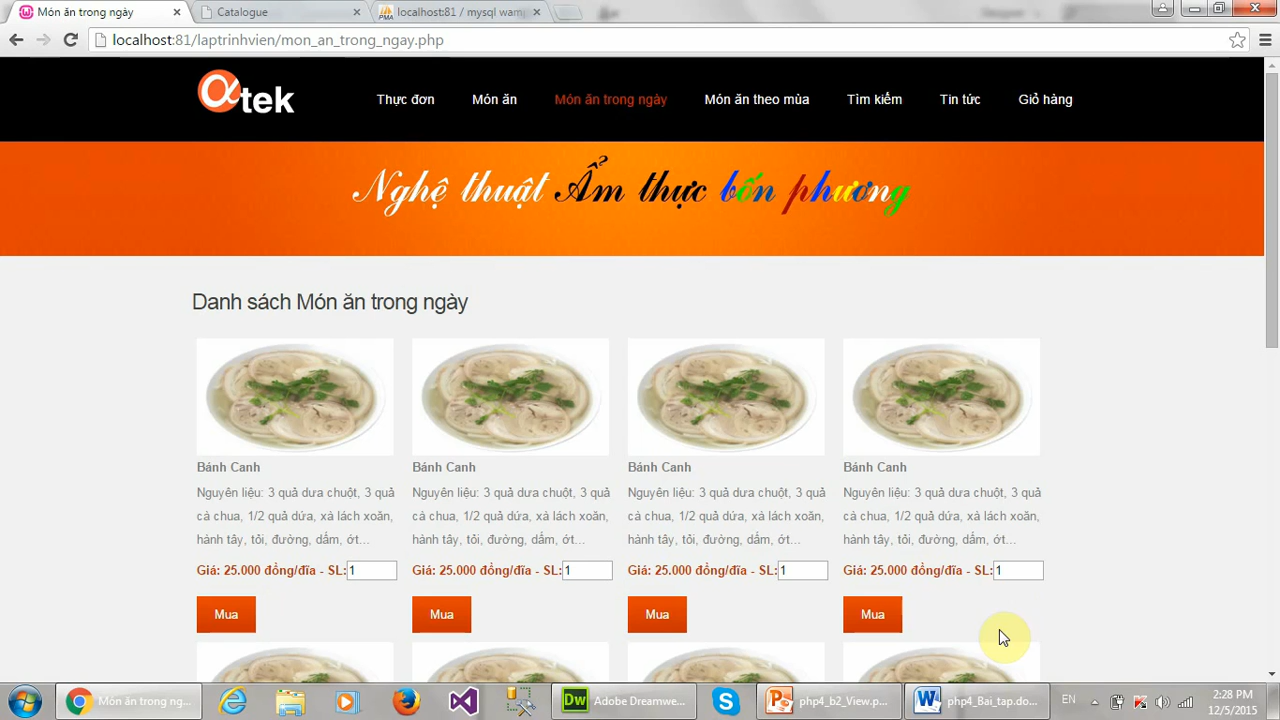 Món ăn trong ngày
Catalogue
localhost:81 / mysql wam
localhost:81/laptrinhvien/mon_an_trong_ngay.php
αtek
Thực đơn
Món ăn
Món ăn trong ngày
Món ăn theo mùa
Tìm kiếm
Tin tức
Giỏ hàng
Nghệ thuật Ẩm thực bốn phương
Danh sách Món ăn trong ngày
Bánh Canh
Nguyên liệu: 3 quả dưa chuột, 3 quả
cà chua, 1/2 quả dứa, xà lách xoăn,
hành tây, tỏi, đường, dấm, ớt...
Giá: 25.000 đồng/đĩa - SL: 1
Mua
Bánh Canh
Nguyên liệu: 3 quả dưa chuột, 3 quả
cà chua, 1/2 quả dứa, xà lách xoăn,
hành tây, tỏi, đường, dấm, ớt...
Giá: 25.000 đồng/đĩa - SL: 1
Mua
Bánh Canh
Nguyên liệu: 3 quả dưa chuột, 3 quả
cà chua, 1/2 quả dứa, xà lách xoăn,
hành tây, tỏi, đường, dấm, ớt...
Giá: 25.000 đồng/đĩa - SL: 1
Mua
Bánh Canh
Nguyên liệu: 3 quả dưa chuột, 3 quả
cà chua, 1/2 quả dứa, xà lách xoăn,
hành tây, tỏi, đường, dấm, ớt...
Giá: 25.000 đồng/đĩa - SL: 1
Mua
Món ăn trong ng...
Dw Adobe Dreamwe...
php4_b2_View.p...
php4_Bai_tap.do...
EN
2:28 PM
12/5/2015